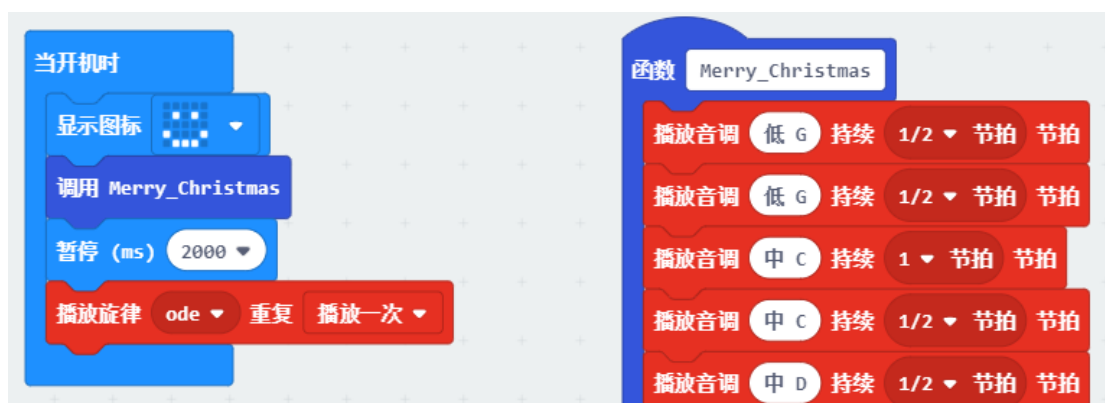 当开机时
显示图标
调用 Merry_Christmas
暂停 (ms) 2000
播放旋律 ode 重复 播放一次
函数 Merry_Christmas
播放音调 低 G 持续 1/2 节拍 节拍
播放音调 低 G 持续 1/2 节拍 节拍
播放音调 中 C 持续 1 节拍 节拍
播放音调 中 C 持续 1/2 节拍 节拍
播放音调 中 D 持续 1/2 节拍 节拍